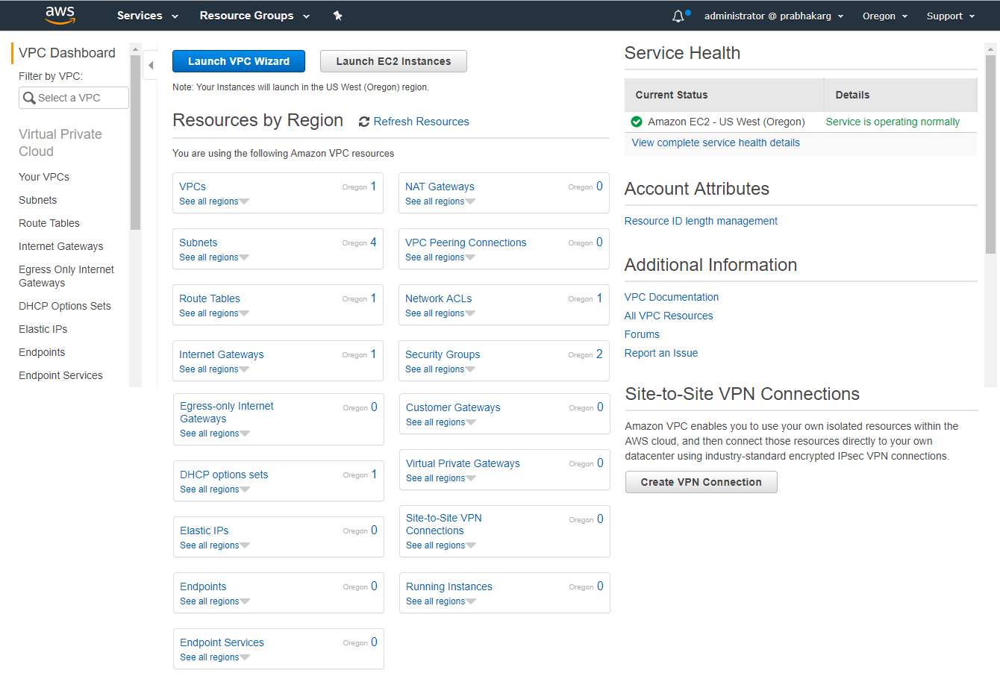 aws
Services
Resource Groups
administrator @ prabhakarg
Oregon
Support
VPC Dashboard
Filter by VPC:
Select a VPC
Virtual Private
Cloud
Your VPCs
Subnets
Route Tables
Internet Gateways
Egress Only Internet
Gateways
DHCP Options Sets
Elastic IPs
Endpoints
Endpoint Services
Launch VPC Wizard
Launch EC2 Instances
Note: Your Instances will launch in the US West (Oregon) region.
Resources by Region
Refresh Resources
You are using the following Amazon VPC resources
VPCs Oregon 1
See all regions
NAT Gateways Oregon 0
See all regions
Subnets Oregon 4
See all regions
VPC Peering Connections Oregon 0
See all regions
Route Tables Oregon 1
See all regions
Network ACLs Oregon 1
See all regions
Internet Gateways Oregon 1
See all regions
Security Groups Oregon 2
See all regions
Egress-only Internet Oregon 0
Gateways
See all regions
Customer Gateways Oregon 0
See all regions
DHCP options sets Oregon 1
See all regions
Virtual Private Gateways Oregon 0
See all regions
Elastic IPs Oregon 0
See all regions
Site-to-Site VPN Oregon 0
Connections
See all regions
Endpoints Oregon 0
See all regions
Running Instances Oregon 0
See all regions
Endpoint Services Oregon 0
See all regions
Service Health
Current Status Details
Amazon EC2 - US West (Oregon) Service is operating normally
View complete service health details
Account Attributes
Resource ID length management
Additional Information
VPC Documentation
All VPC Resources
Forums
Report an Issue
Site-to-Site VPN Connections
Amazon VPC enables you to use your own isolated resources within the
AWS cloud, and then connect those resources directly to your own
datacenter using industry-standard encrypted IPsec VPN connections.
Create VPN Connection